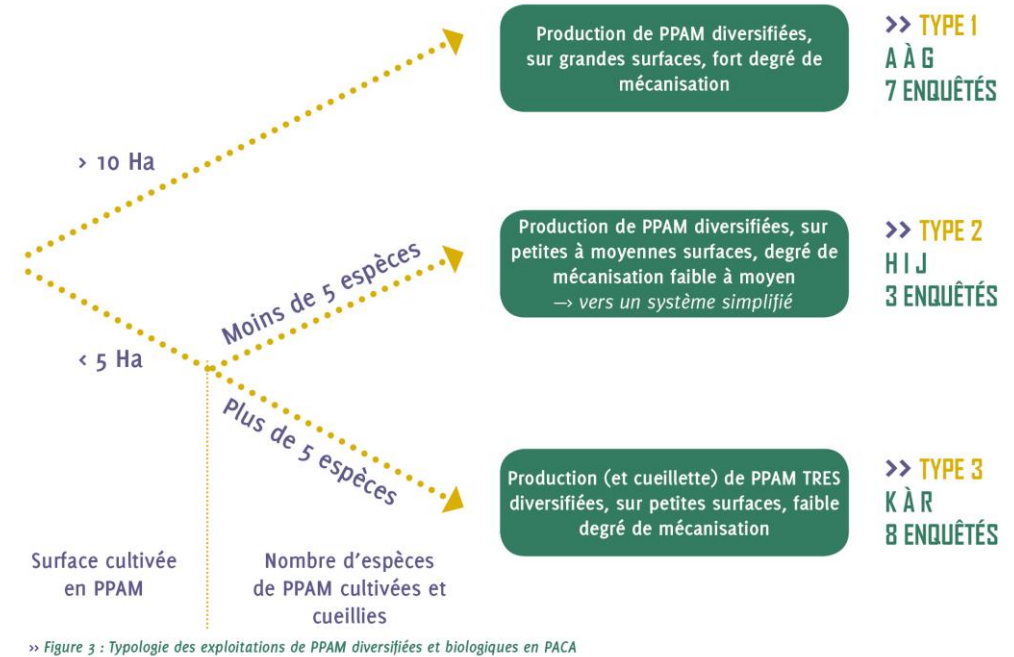 Production de PPAM diversifiées,
sur grandes surfaces, fort degré de
mécanisation
>> TYPE 1
A À G
7 ENQUÊTÉS
> 10 Ha
Production de PPAM diversifiées, sur
petites à moyennes surfaces, degré de
mécanisation faible à moyen
—> vers un système simplifié
>> TYPE 2
H I J
3 ENQUÊTÉS
Moins de 5 espèces
< 5 Ha
Plus de 5 espèces
Production (et cueillette) de PPAM TRES
diversifiées, sur petites surfaces, faible
degré de mécanisation
>> TYPE 3
K À R
8 ENQUÊTÉS
Surface cultivée
en PPAM
Nombre d'espèces
de PPAM cultivées et
cueillies
>> Figure 3 : Typologie des exploitations de PPAM diversifiées et biologiques en PACA